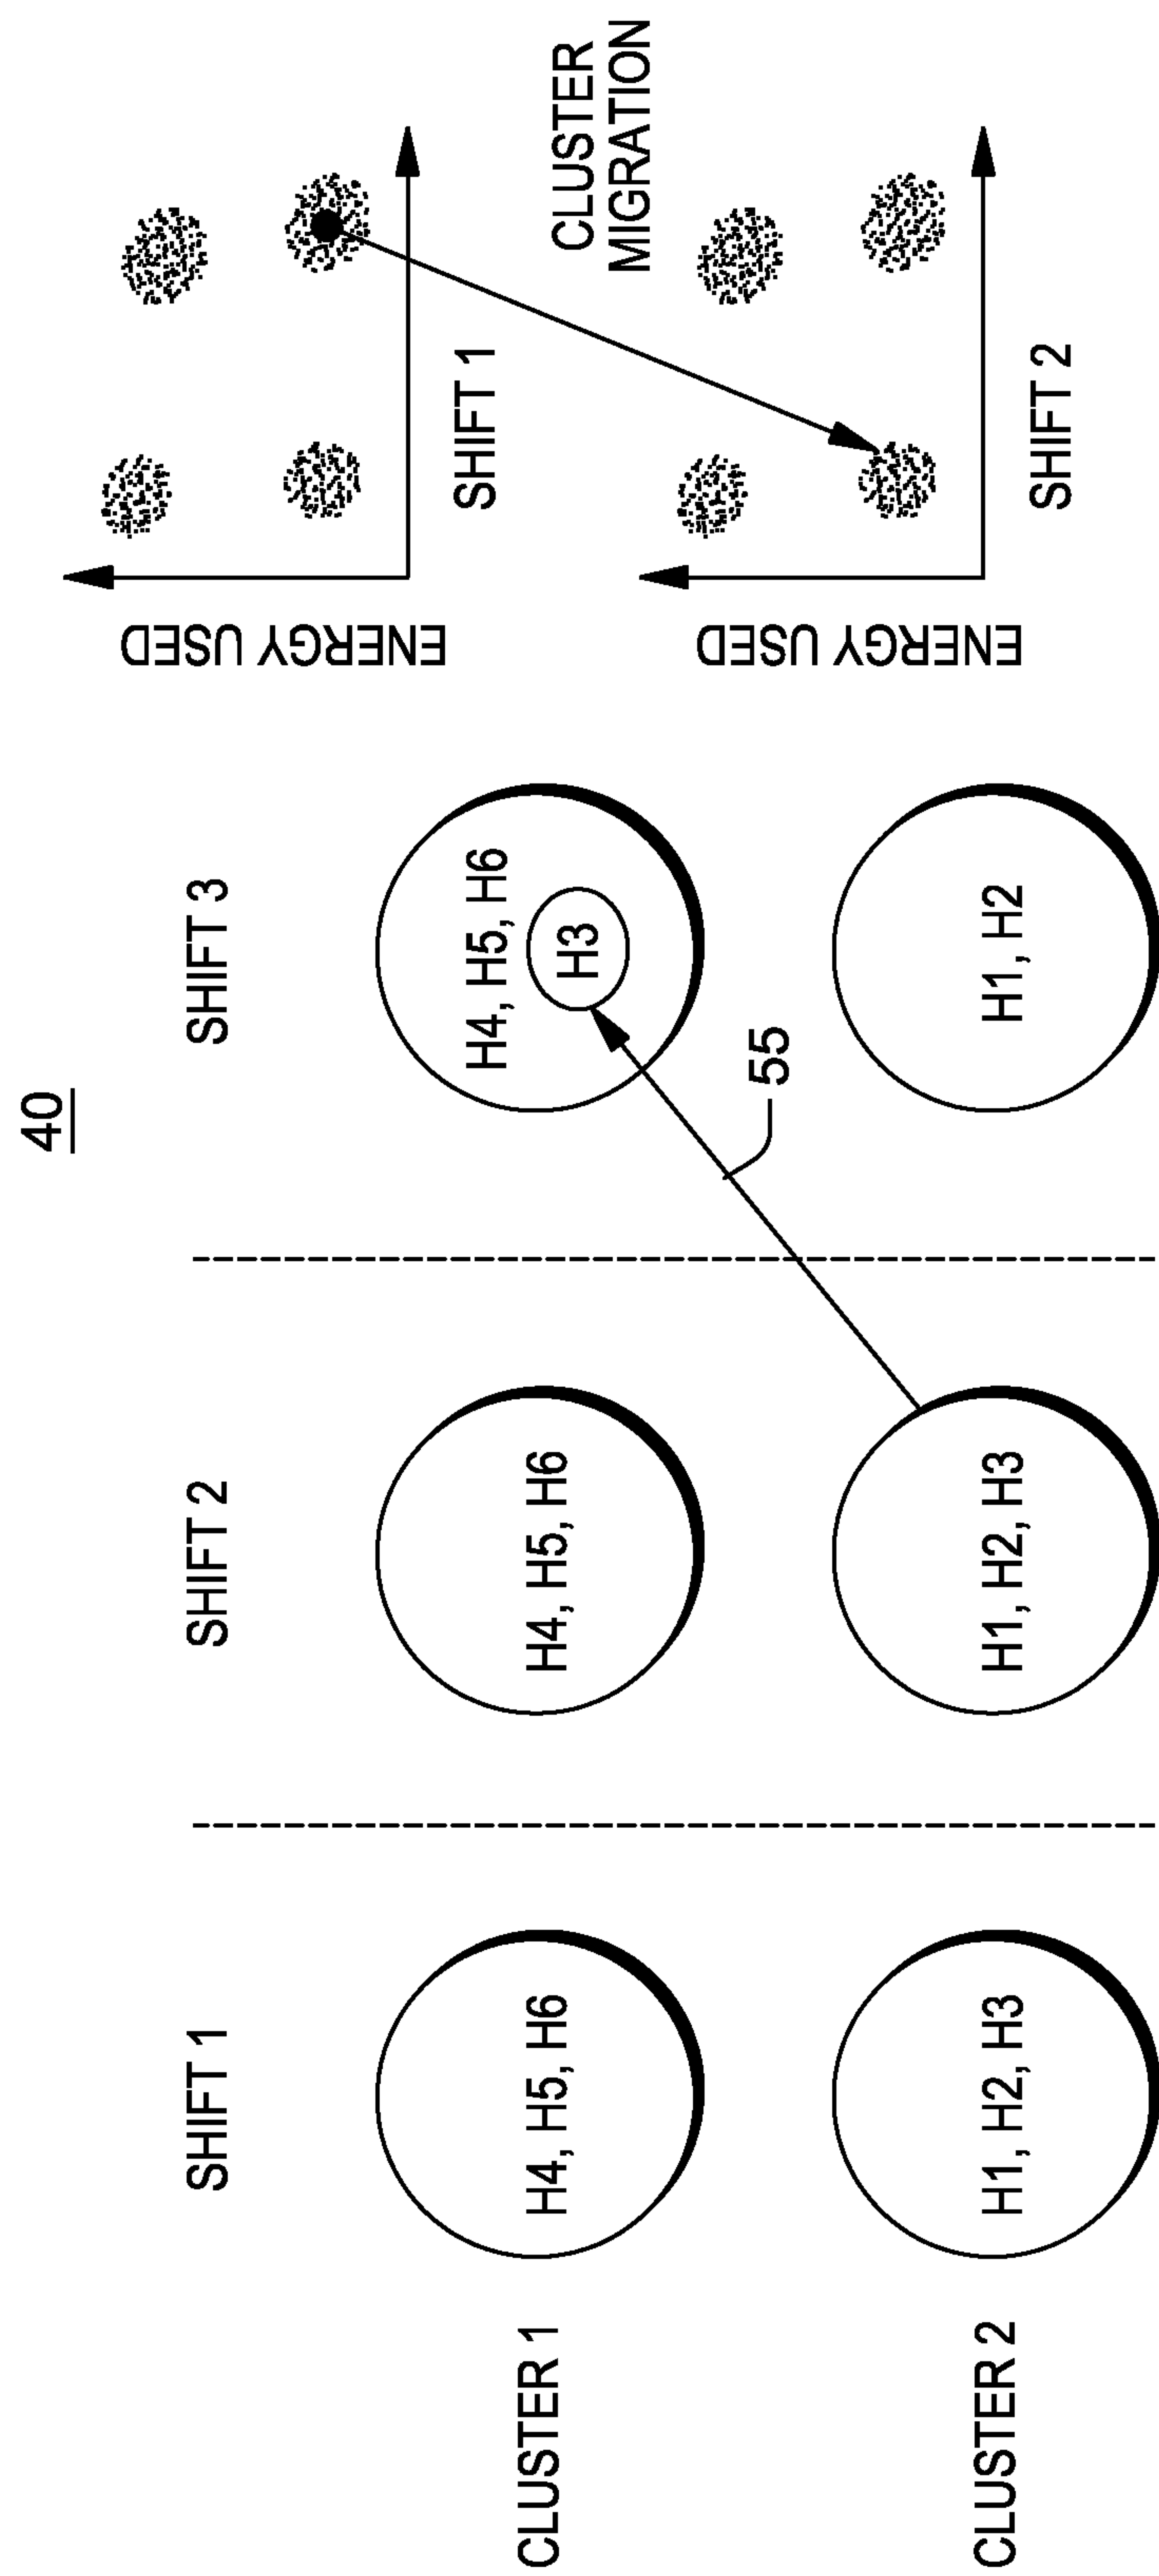 40
SHIFT 1
SHIFT 2
SHIFT 3
CLUSTER 1
H4, H5, H6
H4, H5, H6
H4, H5, H6
H3
55
CLUSTER 2
H1, H2, H3
H1, H2, H3
H1, H2
ENERGY USED
SHIFT 1
CLUSTER
MIGRATION
ENERGY USED
SHIFT 2